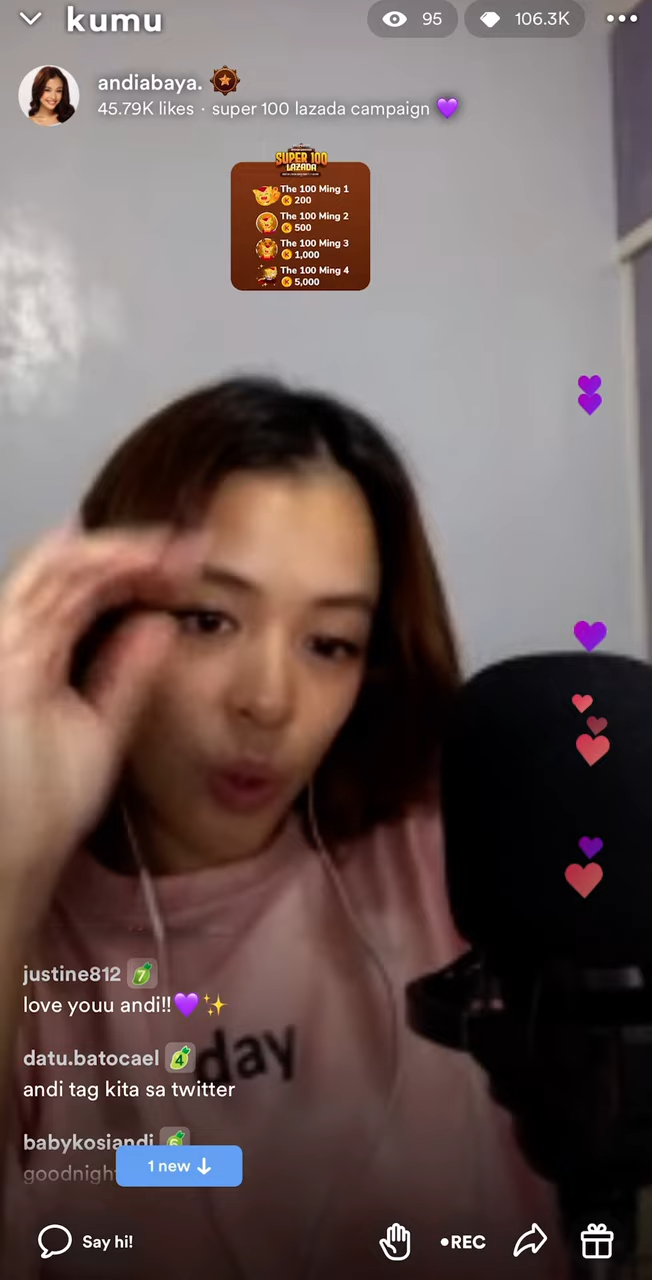 kumu
95
106.3K
andiabaya.
45.79K likes · super 100 lazada campaign 💜
SUPER 100
LAZADA
The 100 Ming 1
200
The 100 Ming 2
500
The 100 Ming 3
1,000
The 100 Ming 4
5,000
justine812 7
love youu andi!!💜✨
day
datu.batocael 4
andi tag kita sa twitter
babykosiandi 6
goodnigh
1 new ↓
Say hi!
•REC